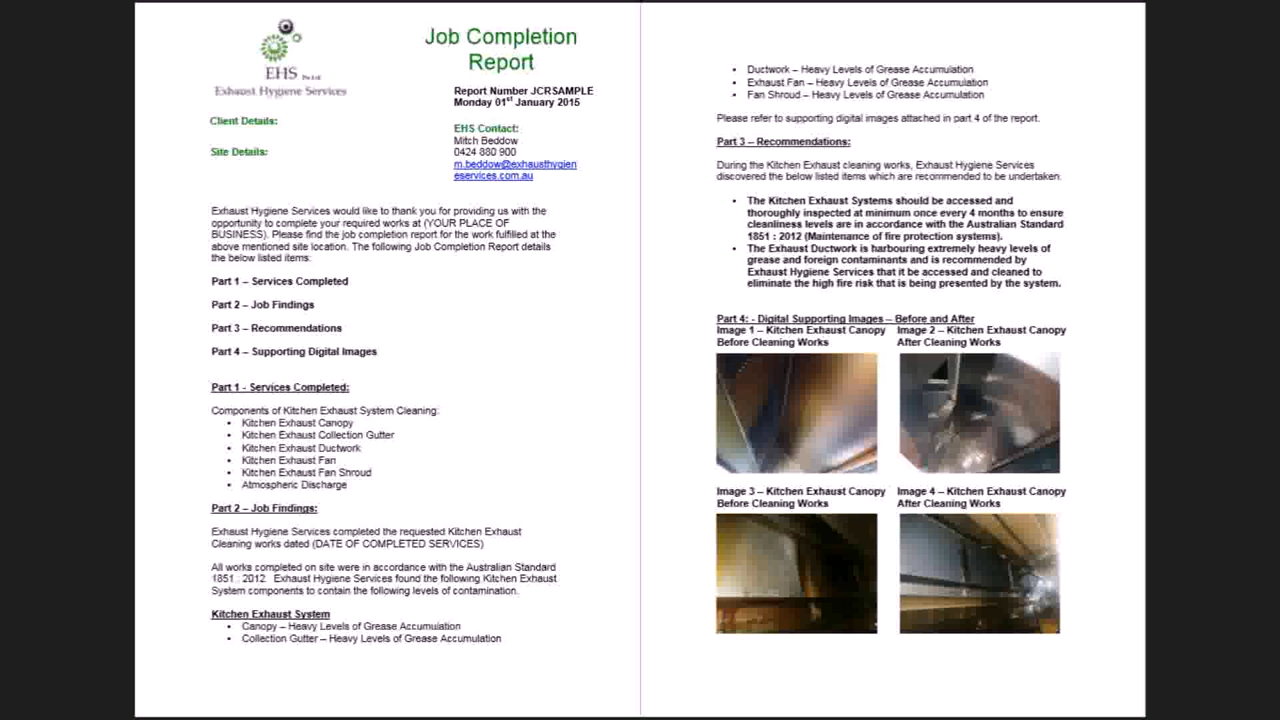 EHS Pty Ltd
Exhaust Hygiene Services
Job Completion
Report
Report Number JCRSAMPLE
Monday 01st January 2015
Client Details:
Site Details:
EHS Contact:
Mitch Beddow
0424 880 900
m.beddow@exhausthygien
eservices.com.au
Exhaust Hygiene Services would like to thank you for providing us with the
opportunity to complete your required works at (YOUR PLACE OF
BUSINESS). Please find the job completion report for the work fulfilled at the
above mentioned site location. The following Job Completion Report details
the below listed items:
Part 1 – Services Completed
Part 2 – Job Findings
Part 3 – Recommendations
Part 4 – Supporting Digital Images
Part 1 - Services Completed:
Components of Kitchen Exhaust System Cleaning:
• Kitchen Exhaust Canopy
• Kitchen Exhaust Collection Gutter
• Kitchen Exhaust Ductwork
• Kitchen Exhaust Fan
• Kitchen Exhaust Fan Shroud
• Atmospheric Discharge
Part 2 – Job Findings:
Exhaust Hygiene Services completed the requested Kitchen Exhaust
Cleaning works dated (DATE OF COMPLETED SERVICES)
All works completed on site were in accordance with the Australian Standard
1851 : 2012. Exhaust Hygiene Services found the following Kitchen Exhaust
System components to contain the following levels of contamination.
Kitchen Exhaust System
• Canopy – Heavy Levels of Grease Accumulation
• Collection Gutter – Heavy Levels of Grease Accumulation
• Ductwork – Heavy Levels of Grease Accumulation
• Exhaust Fan – Heavy Levels of Grease Accumulation
• Fan Shroud – Heavy Levels of Grease Accumulation
Please refer to supporting digital images attached in part 4 of the report.
Part 3 – Recommendations:
During the Kitchen Exhaust cleaning works, Exhaust Hygiene Services
discovered the below listed items which are recommended to be undertaken.
• The Kitchen Exhaust Systems should be accessed and
thoroughly inspected at minimum once every 4 months to ensure
cleanliness levels are in accordance with the Australian Standard
1851 : 2012 (Maintenance of fire protection systems).
• The Exhaust Ductwork is harbouring extremely heavy levels of
grease and foreign contaminants and is recommended by
Exhaust Hygiene Services that it be accessed and cleaned to
eliminate the high fire risk that is being presented by the system.
Part 4: - Digital Supporting Images – Before and After
Image 1 – Kitchen Exhaust Canopy
Before Cleaning Works
Image 2 – Kitchen Exhaust Canopy
After Cleaning Works
Image 3 – Kitchen Exhaust Canopy
Before Cleaning Works
Image 4 – Kitchen Exhaust Canopy
After Cleaning Works